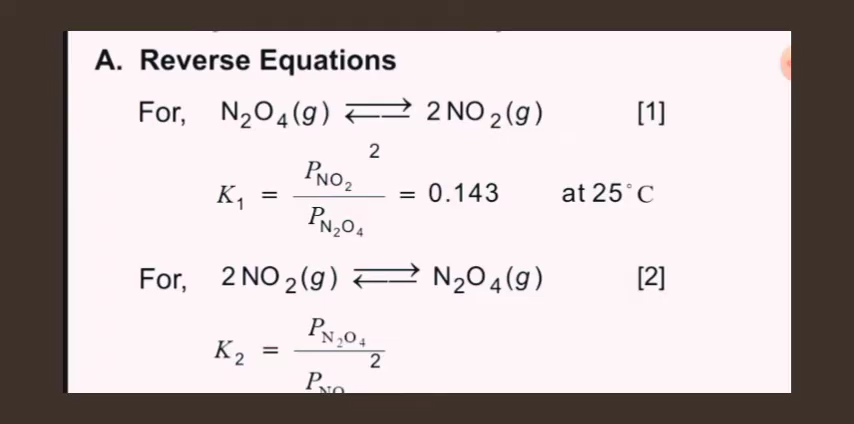 A. Reverse Equations
For, N₂O₄(g) ⇌ 2 NO₂(g) [1]
K₁ = P_NO₂² / P_N₂O₄ = 0.143 at 25°C
For, 2 NO₂(g) ⇌ N₂O₄(g) [2]
K₂ = P_N₂O₄ / P_NO²